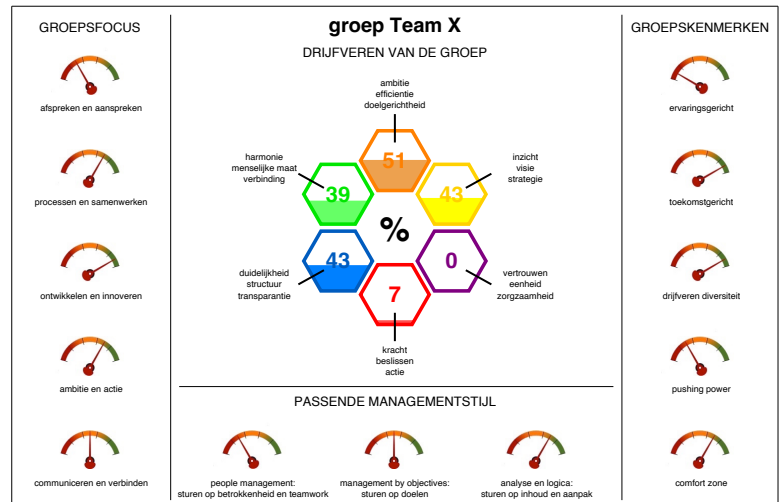 GROEPSFOCUS
afspreken en aanspreken
processen en samenwerken
ontwikkelen en innoveren
ambitie en actie
communiceren en verbinden
groep Team X
DRIJFVEREN VAN DE GROEP
ambitie
efficientie
doelgerichtheid
51
harmonie
menselijke maat
verbinding
39
inzicht
visie
strategie
43
%
duidelijkheid
structuur
transparantie
43
0
vertrouwen
eenheid
zorgzaamheid
7
kracht
beslissen
actie
PASSENDE MANAGEMENTSTIJL
people management:
sturen op betrokkenheid en teamwork
management by objectives:
sturen op doelen
analyse en logica:
sturen op inhoud en aanpak
GROEPSKENMERKEN
ervaringsgericht
toekomstgericht
drijfveren diversiteit
pushing power
comfort zone